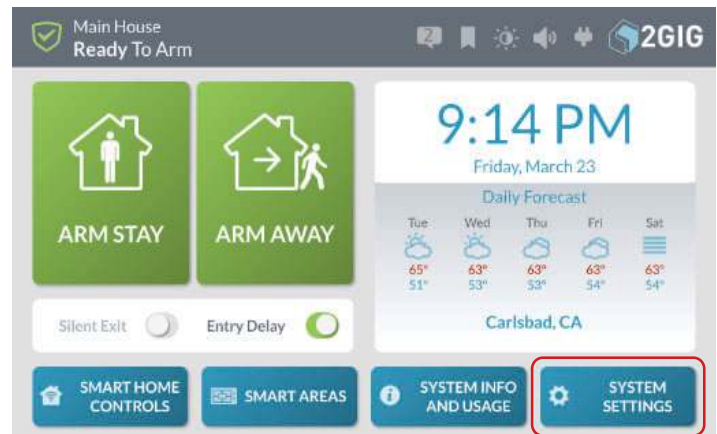 Main House
Ready To Arm
2
2GIG
ARM STAY
ARM AWAY
9:14 PM
Friday, March 23
Daily Forecast
Tue Wed Thu Fri Sat
65° 63° 63° 63° 63°
51° 53° 53° 54° 54°
Carlsbad, CA
Silent Exit
Entry Delay
SMART HOME
CONTROLS
SMART AREAS
SYSTEM INFO
AND USAGE
SYSTEM
SETTINGS